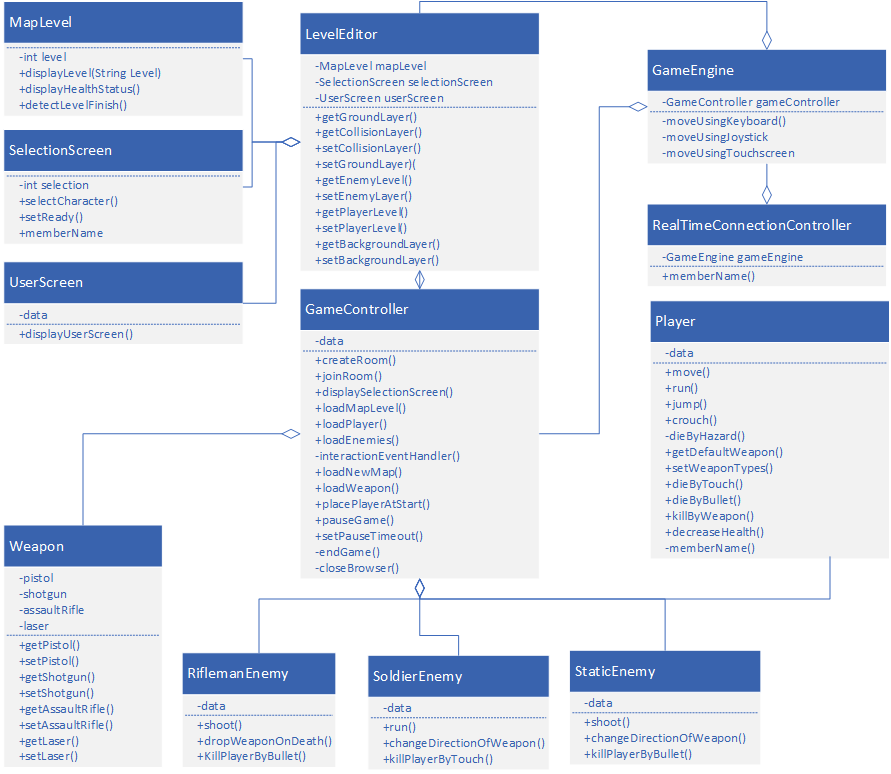 MapLevel
-int level
+displayLevel(String Level)
+displayHealthStatus()
+detectLevelFinish()
SelectionScreen
-int selection
+selectCharacter()
+setReady()
+memberName
UserScreen
-data
+displayUserScreen()
LevelEditor
-MapLevel mapLevel
-SelectionScreen selectionScreen
-UserScreen userScreen
+getGroundLayer()
+getCollisionLayer()
+setCollisionLayer()
+setGroundLayer)(
+getEnemyLevel()
+setEnemyLayer()
+getPlayerLevel()
+setPlayerLevel()
+getBackgroundLayer()
+setBackgroundLayer()
GameEngine
-GameController gameController
-moveUsingKeyboard()
-moveUsingJoystick
-moveUsingTouchscreen
RealTimeConnectionController
-GameEngine gameEngine
+memberName()
GameController
-data
+createRoom()
+joinRoom()
+displaySelectionScreen()
+loadMapLevel()
+loadPlayer()
+loadEnemies()
-interactionEventHandler()
+loadNewMap()
+loadWeapon()
+placePlayerAtStart()
+pauseGame()
+setPauseTimeout()
-endGame()
-closeBrowser()
Player
-data
+move()
+run()
+jump()
+crouch()
-dieByHazard()
+getDefaultWeapon()
+setWeaponTypes()
+dieByTouch()
+dieByBullet()
+killByWeapon()
+decreaseHealth()
-memberName()
Weapon
-pistol
-shotgun
-assaultRifle
-laser
+getPistol()
+setPistol()
+getShotgun()
+setShotgun()
+getAssaultRifle()
+setAssaultRifle()
+getLaser()
+setLaser()
RiflemanEnemy
-data
+shoot()
+dropWeaponOnDeath()
+KillPlayerByBullet()
SoldierEnemy
-data
+run()
+changeDirectionOfWeapon()
+killPlayerByTouch()
StaticEnemy
-data
+shoot()
+changeDirectionOfWeapon()
+killPlayerByBullet()